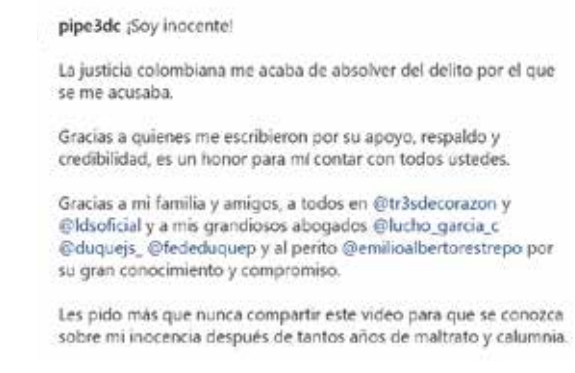 pipe3dc ¡Soy inocente!
La justicia colombiana me acaba de absolver del delito por el que
se me acusaba.
Gracias a quienes me escribieron por su apoyo, respaldo y
credibilidad, es un honor para mí contar con todos ustedes.
Gracias a mi familia y amigos, a todos en @tr3sdecorazon y
@ldsoficial y a mis grandiosos abogados @lucho_garcia_c
@duquejs_ @fededuquep y al perito @emilioalbertorestrepo por
su gran conocimiento y compromiso.
Les pido más que nunca compartir este video para que se conozca
sobre mi inocencia después de tantos años de maltrato y calumnia.